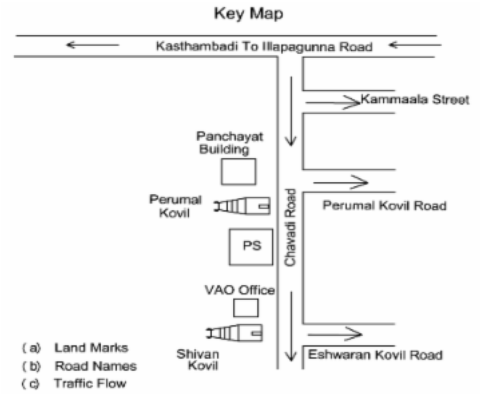 Key Map
Kasthambadi To Illapagunna Road
Kammaala Street
Panchayat
Building
Perumal
Kovil
Perumal Kovil Road
Chavadi Road
PS
VAO Office
Shivan
Kovil
Eshwaran Kovil Road
(a) Land Marks
(b) Road Names
(c) Traffic Flow